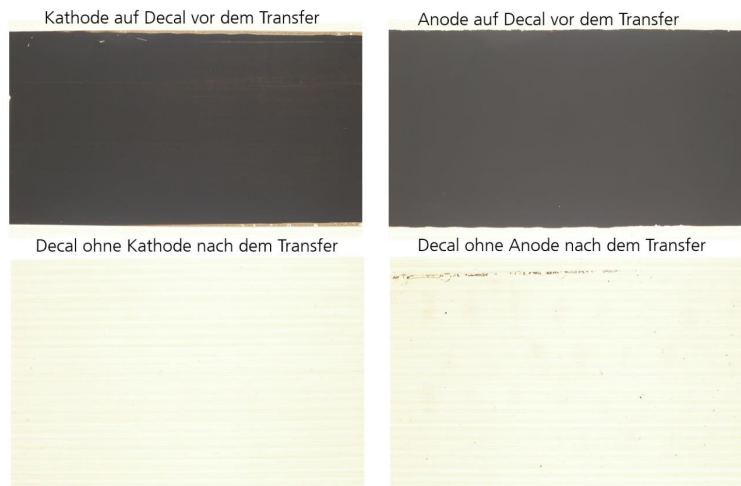 Kathode auf Decal vor dem Transfer
Anode auf Decal vor dem Transfer
Decal ohne Kathode nach dem Transfer
Decal ohne Anode nach dem Transfer